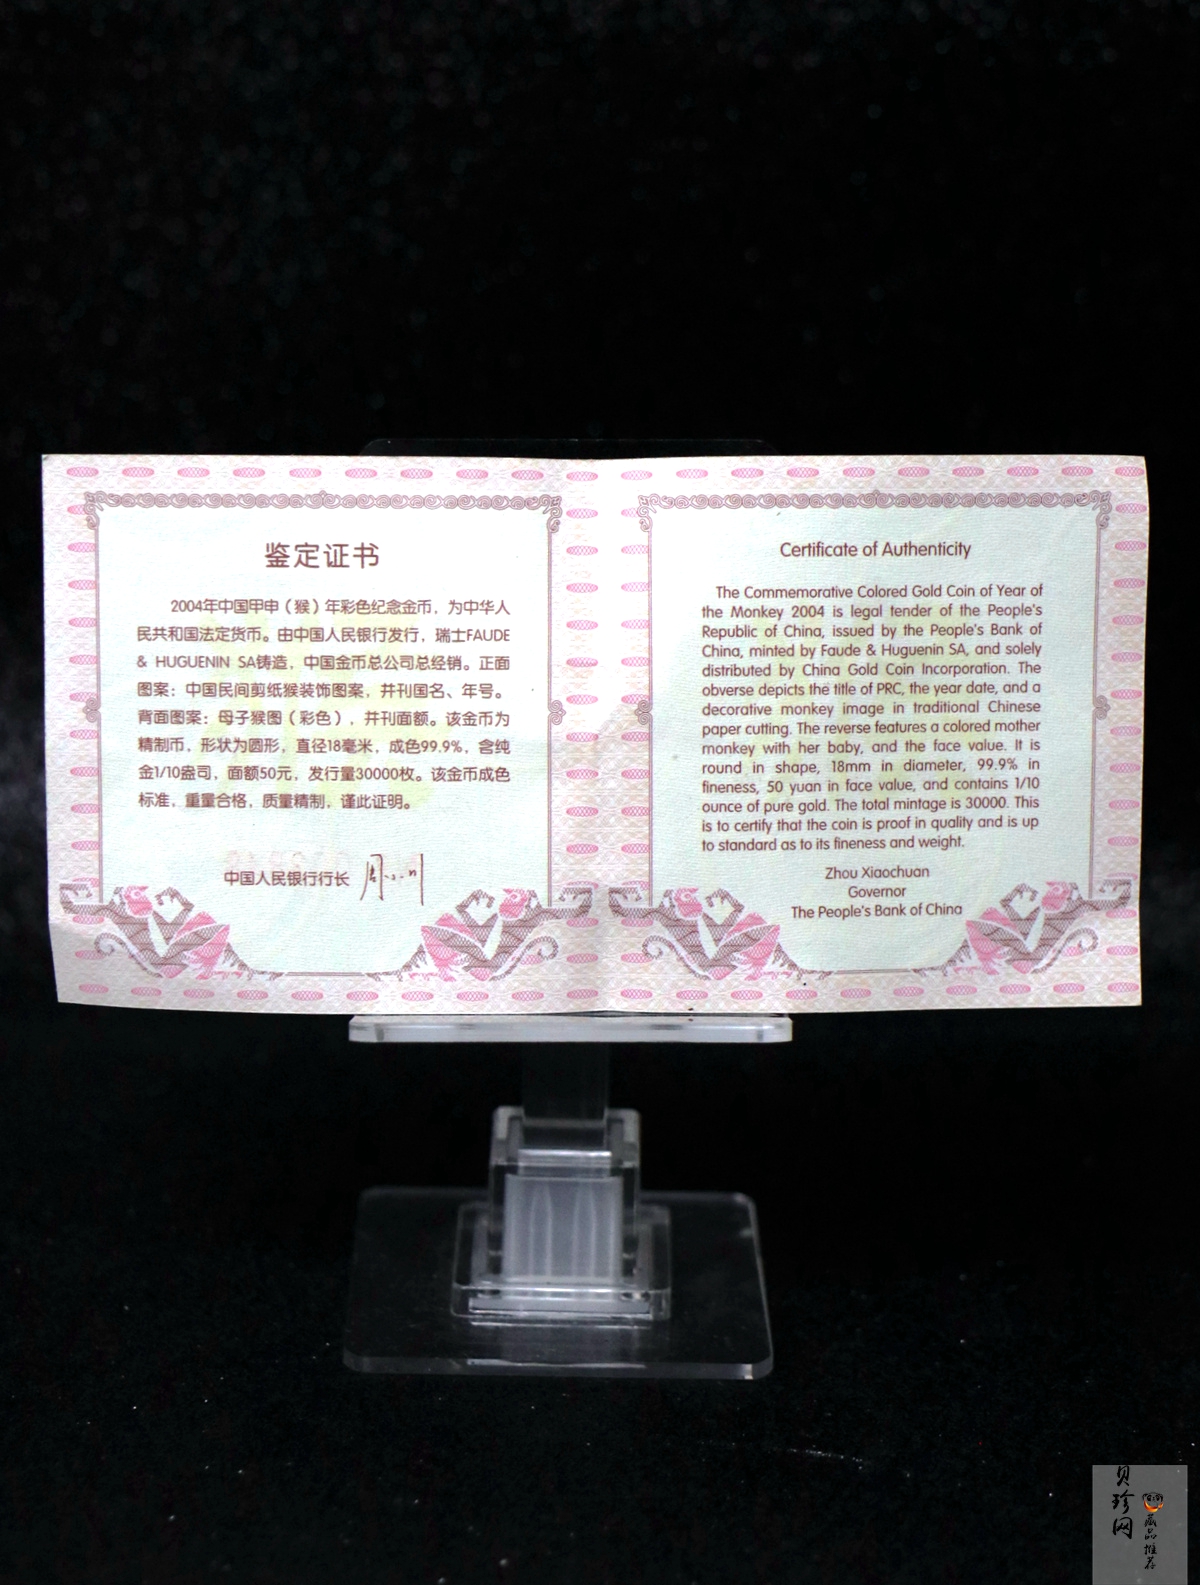 鉴定证书
2004年中国甲申（猴）年彩色纪念金币，为中华人
民共和国法定货币。由中国人民银行发行，瑞士FAUDE
& HUGUENIN SA铸造，中国金币总公司总经销。正面
图案：中国民间剪纸猴装饰图案，并刊国名、年号。
背面图案：母子猴图（彩色），并刊面额。该金币为
精制币，形状为圆形，直径18毫米，成色99.9%，含纯
金1/10盎司，面额50元，发行量30000枚。该金币成色
标准，重量合格，质量精制，谨此证明。
中国人民银行行长
Certificate of Authenticity
The Commemorative Colored Gold Coin of Year of
the Monkey 2004 is legal tender of the People's
Republic of China, issued by the People's Bank of
China, minted by Faude & Huguenin SA, and solely
distributed by China Gold Coin Incorporation. The
obverse depicts the title of PRC, the year date, and a
decorative monkey image in traditional Chinese
paper cutting. The reverse features a colored mother
monkey with her baby, and the face value. It is
round in shape, 18mm in diameter, 99.9% in
fineness, 50 yuan in face value, and contains 1/10
ounce of pure gold. The total mintage is 30000. This
is to certify that the coin is proof in quality and is up
to standard as to its fineness and weight.
Zhou Xiaochuan
Governor
The People's Bank of China
贝珍网
藏品推荐